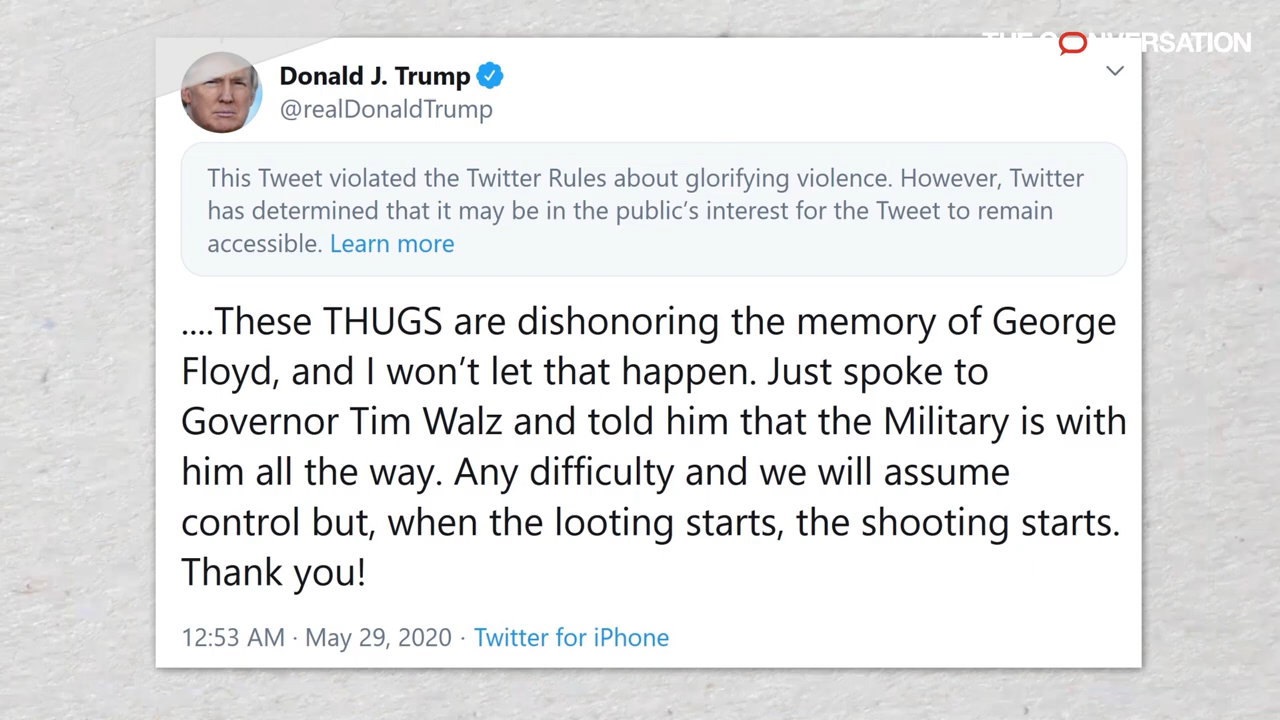 THE CONVERSATION
Donald J. Trump
@realDonaldTrump
This Tweet violated the Twitter Rules about glorifying violence. However, Twitter
has determined that it may be in the public’s interest for the Tweet to remain
accessible. Learn more
....These THUGS are dishonoring the memory of George
Floyd, and I won’t let that happen. Just spoke to
Governor Tim Walz and told him that the Military is with
him all the way. Any difficulty and we will assume
control but, when the looting starts, the shooting starts.
Thank you!
12:53 AM · May 29, 2020 · Twitter for iPhone